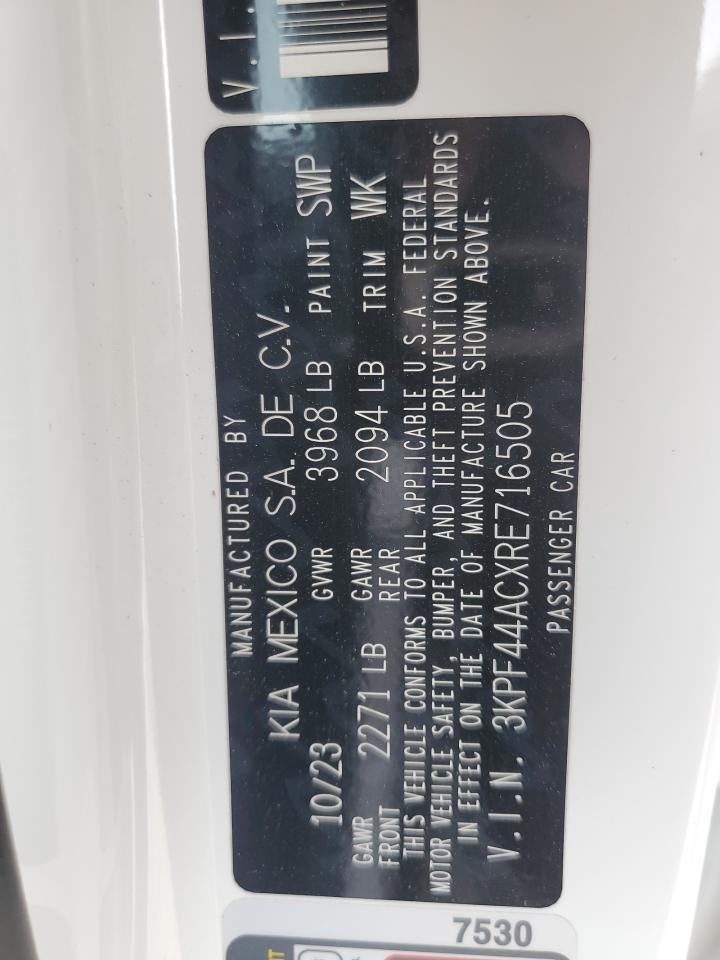 V.I.
MANUFACTURED BY
KIA MEXICO S.A. DE C.V.
10/23 GVWR 3968 LB PAINT SWP
GAWR FRONT 2271 LB GAWR REAR 2094 LB TRIM WK
THIS VEHICLE CONFORMS TO ALL APPLICABLE U.S.A. FEDERAL
MOTOR VEHICLE SAFETY, BUMPER, AND THEFT PREVENTION STANDARDS
IN EFFECT ON THE DATE OF MANUFACTURE SHOWN ABOVE.
V.I.N. 3KPF44ACXRE716505
PASSENGER CAR
7530